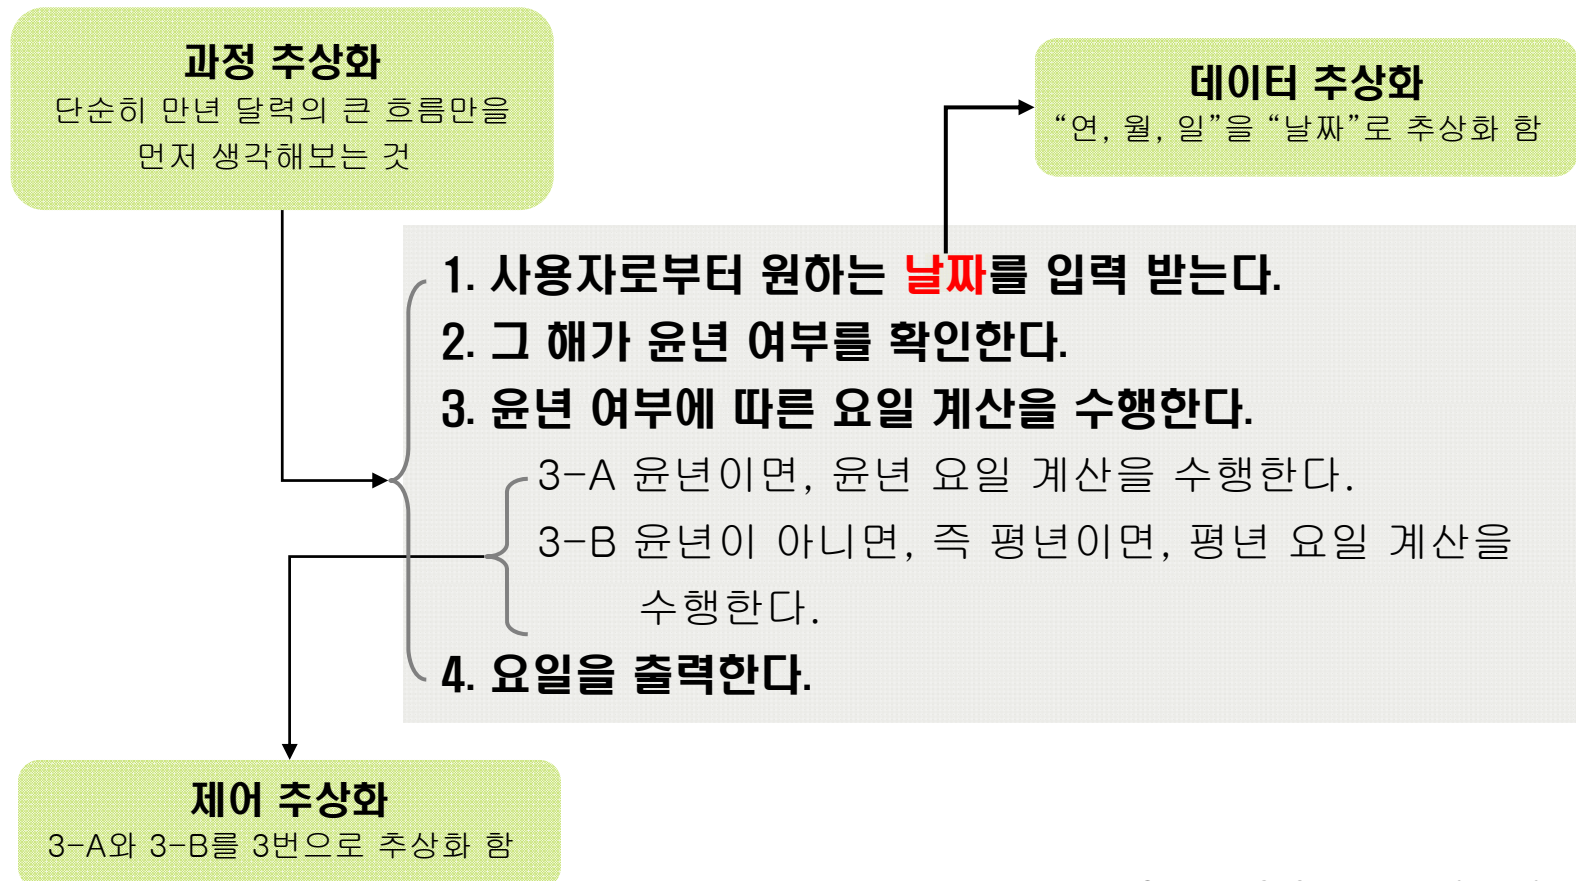 과정 추상화
단순히 만년 달력의 큰 흐름만을
먼저 생각해보는 것
데이터 추상화
“연, 월, 일”을 “날짜”로 추상화 함
1. 사용자로부터 원하는 날짜를 입력 받는다.
2. 그 해가 윤년 여부를 확인한다.
3. 윤년 여부에 따른 요일 계산을 수행한다.
3-A 윤년이면, 윤년 요일 계산을 수행한다.
3-B 윤년이 아니면, 즉 평년이면, 평년 요일 계산을
수행한다.
4. 요일을 출력한다.
제어 추상화
3-A와 3-B를 3번으로 추상화 함